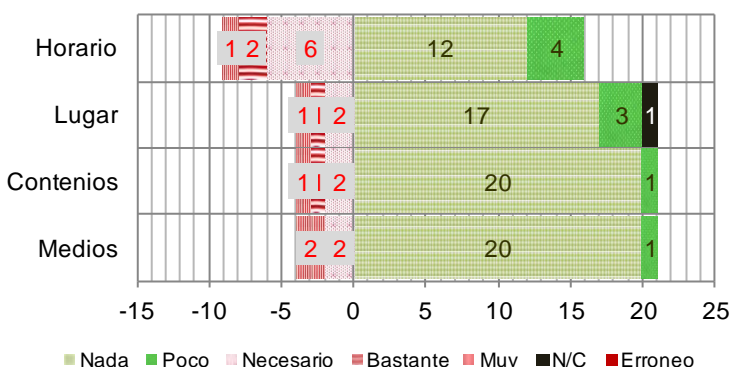 Horario 1 2 6 12 4
Lugar 1 1 2 17 3 1
Contenios 1 1 2 20 1
Medios 2 2 20 1
-15 -10 -5 0 5 10 15 20 25
Nada Poco Necesario Bastante Muy N/C Erroneo